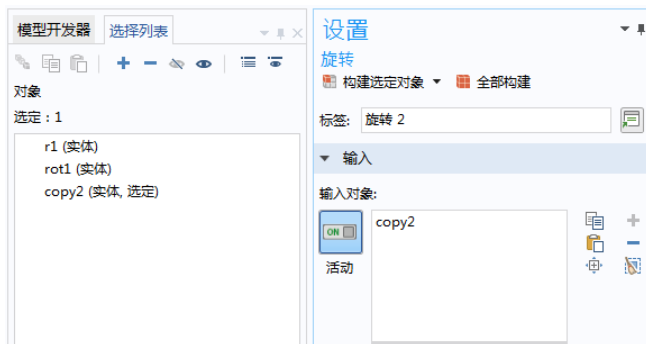 模型开发器 选择列表
对象
选定：1
r1 (实体)
rot1 (实体)
copy2 (实体, 选定)
设置
旋转
构建选定对象 全部构建
标签: 旋转 2
输入
输入对象:
ON
copy2
活动